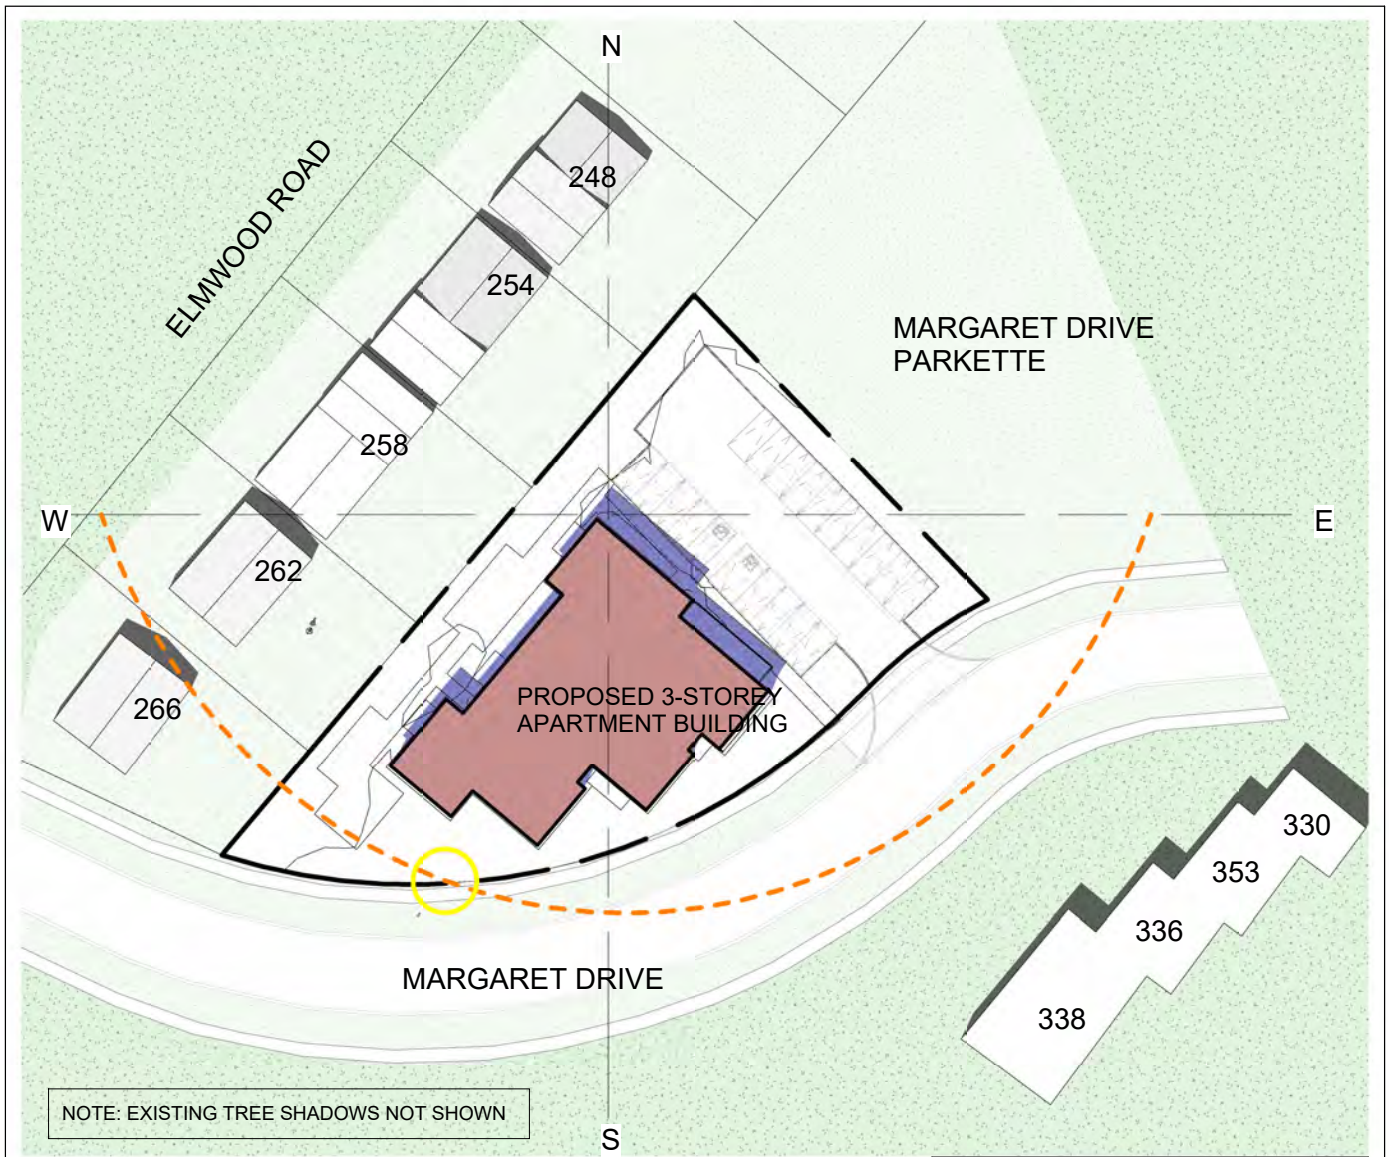 N
248
ELMWOOD ROAD
254
MARGARET DRIVE
PARKETTE
258
W
E
262
266
PROPOSED 3-STOREY
APARTMENT BUILDING
330
353
336
MARGARET DRIVE
338
NOTE: EXISTING TREE SHADOWS NOT SHOWN
S